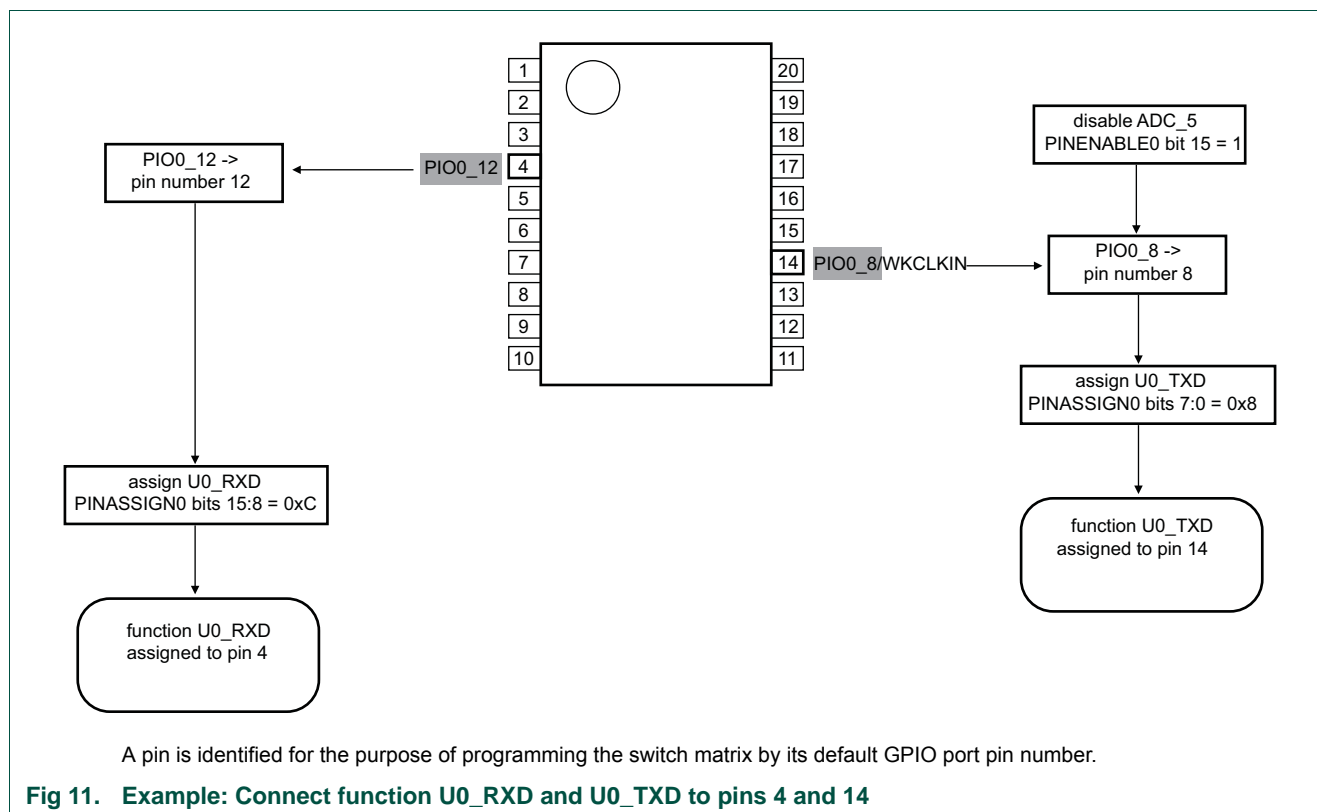 1
2
3
4
5
6
7
8
9
10
20
19
18
17
16
15
14
13
12
11
PIO0_12
PIO0_12 ->
pin number 12
assign U0_RXD
PINASSIGN0 bits 15:8 = 0xC
function U0_RXD
assigned to pin 4
PIO0_8/WKCLKIN
disable ADC_5
PINENABLE0 bit 15 = 1
PIO0_8 ->
pin number 8
assign U0_TXD
PINASSIGN0 bits 7:0 = 0x8
function U0_TXD
assigned to pin 14
A pin is identified for the purpose of programming the switch matrix by its default GPIO port pin number.
Fig 11. Example: Connect function U0_RXD and U0_TXD to pins 4 and 14